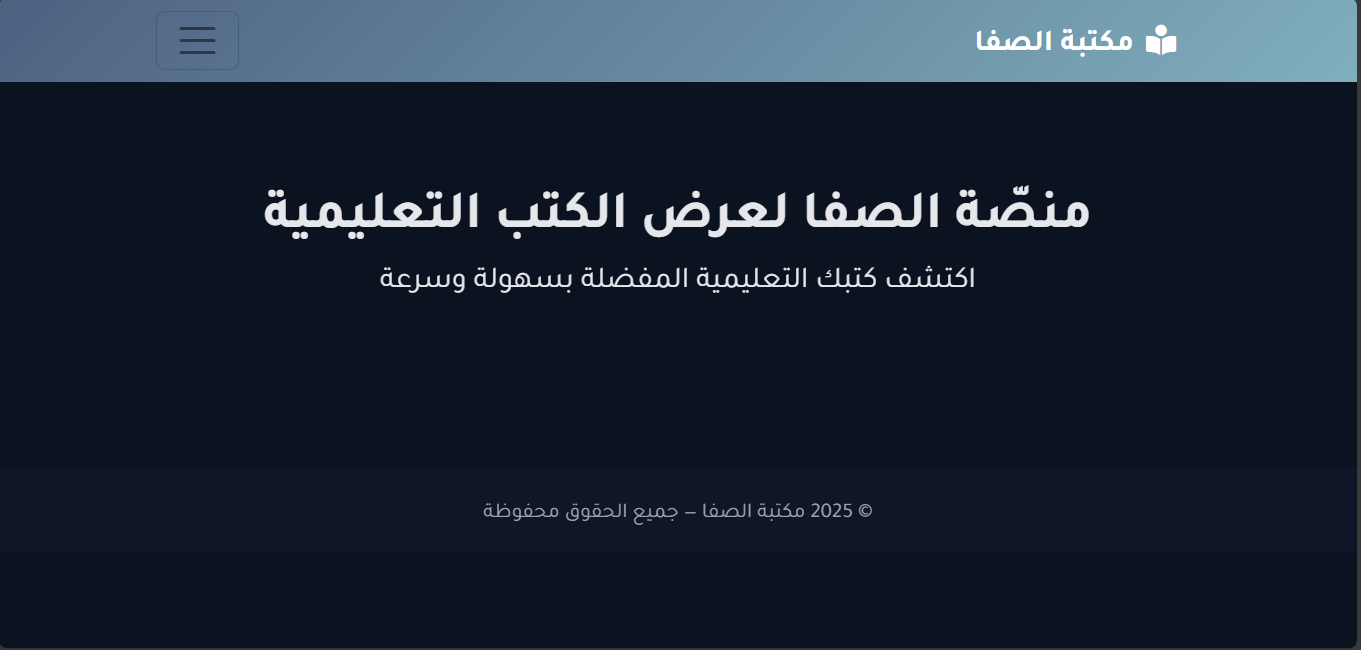 مكتبة الصفا
منصّة الصفا لعرض الكتب التعليمية
اكتشف كتبك التعليمية المفضلة بسهولة وسرعة
© 2025 مكتبة الصفا – جميع الحقوق محفوظة